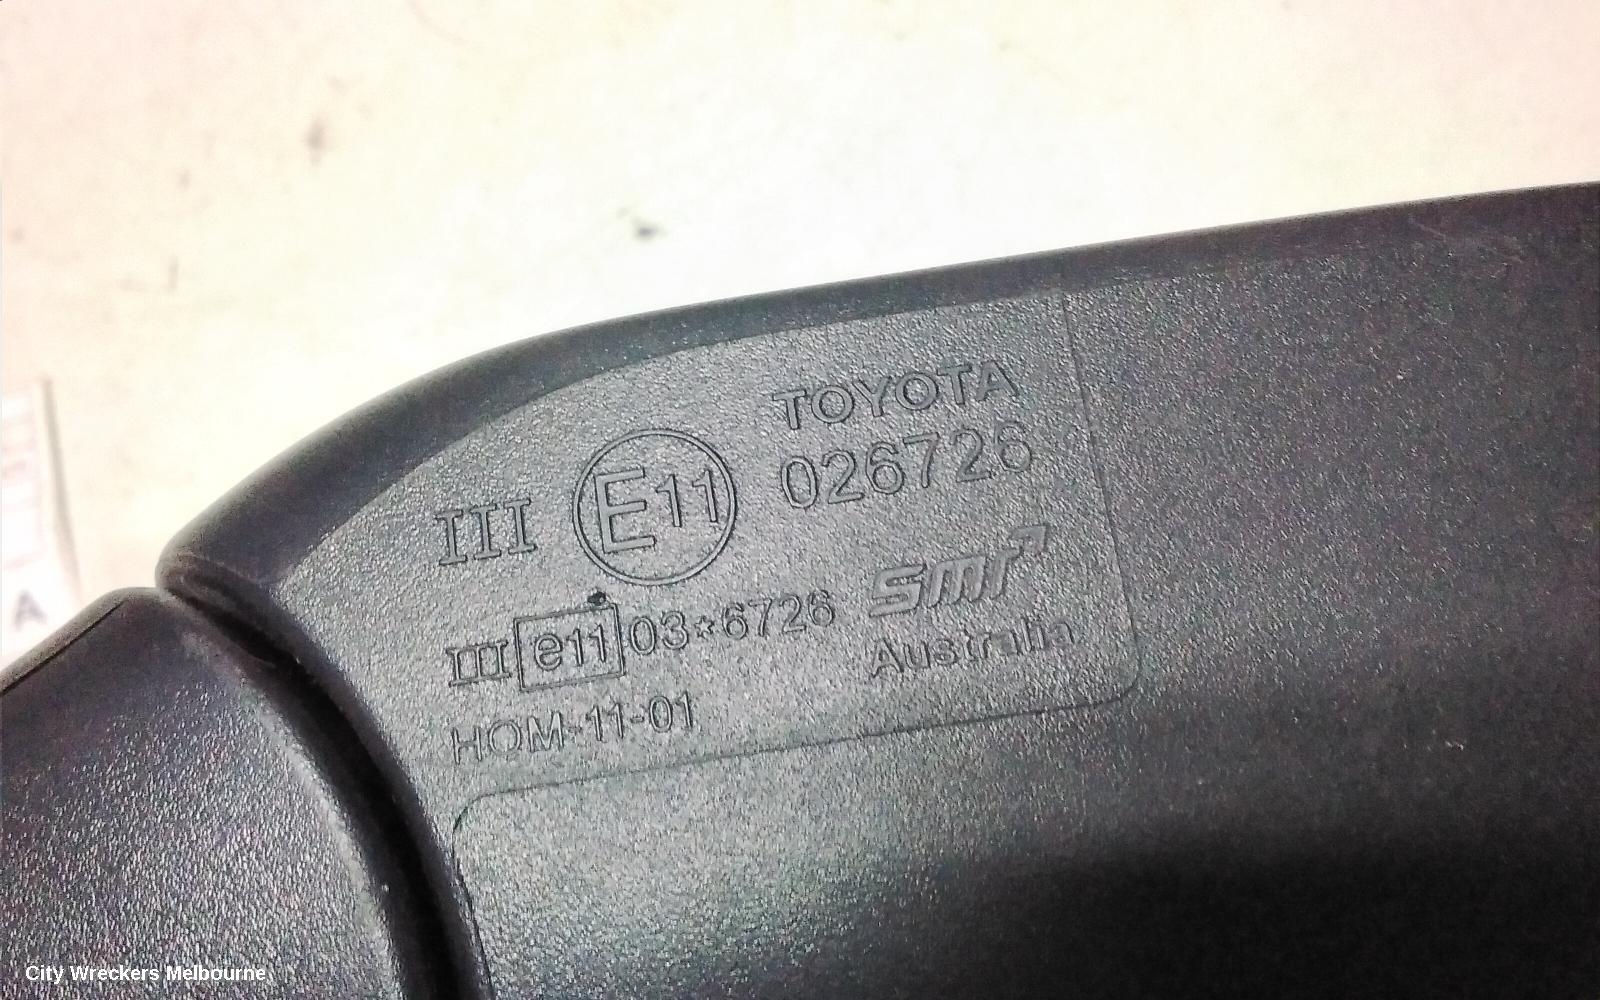 TOYOTA
III E11 026726
smr
III e11 03*6726
Australia
HOM-11-01
A
City Wreckers Melbourne